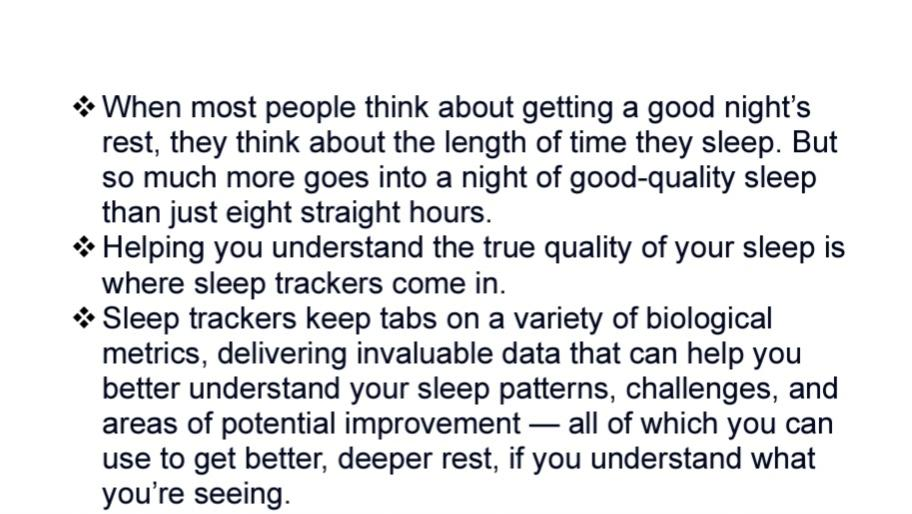 ❖ When most people think about getting a good night’s
rest, they think about the length of time they sleep. But
so much more goes into a night of good-quality sleep
than just eight straight hours.
❖ Helping you understand the true quality of your sleep is
where sleep trackers come in.
❖ Sleep trackers keep tabs on a variety of biological
metrics, delivering invaluable data that can help you
better understand your sleep patterns, challenges, and
areas of potential improvement — all of which you can
use to get better, deeper rest, if you understand what
you’re seeing.